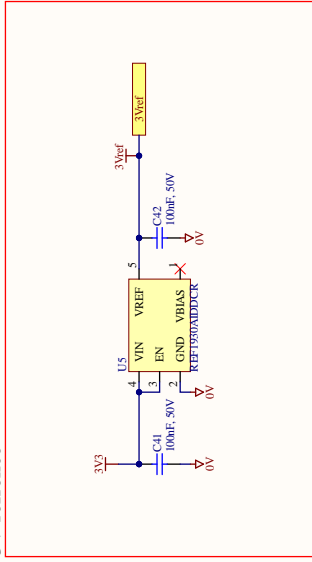 3V3
C41
100nF, 50V
0V
U5
4
3
2
VIN
EN
GND
VREF
VBIAS
5
1
REF1930AIDDCR
0V
C42
100nF, 50V
0V
3Vref
3Vref